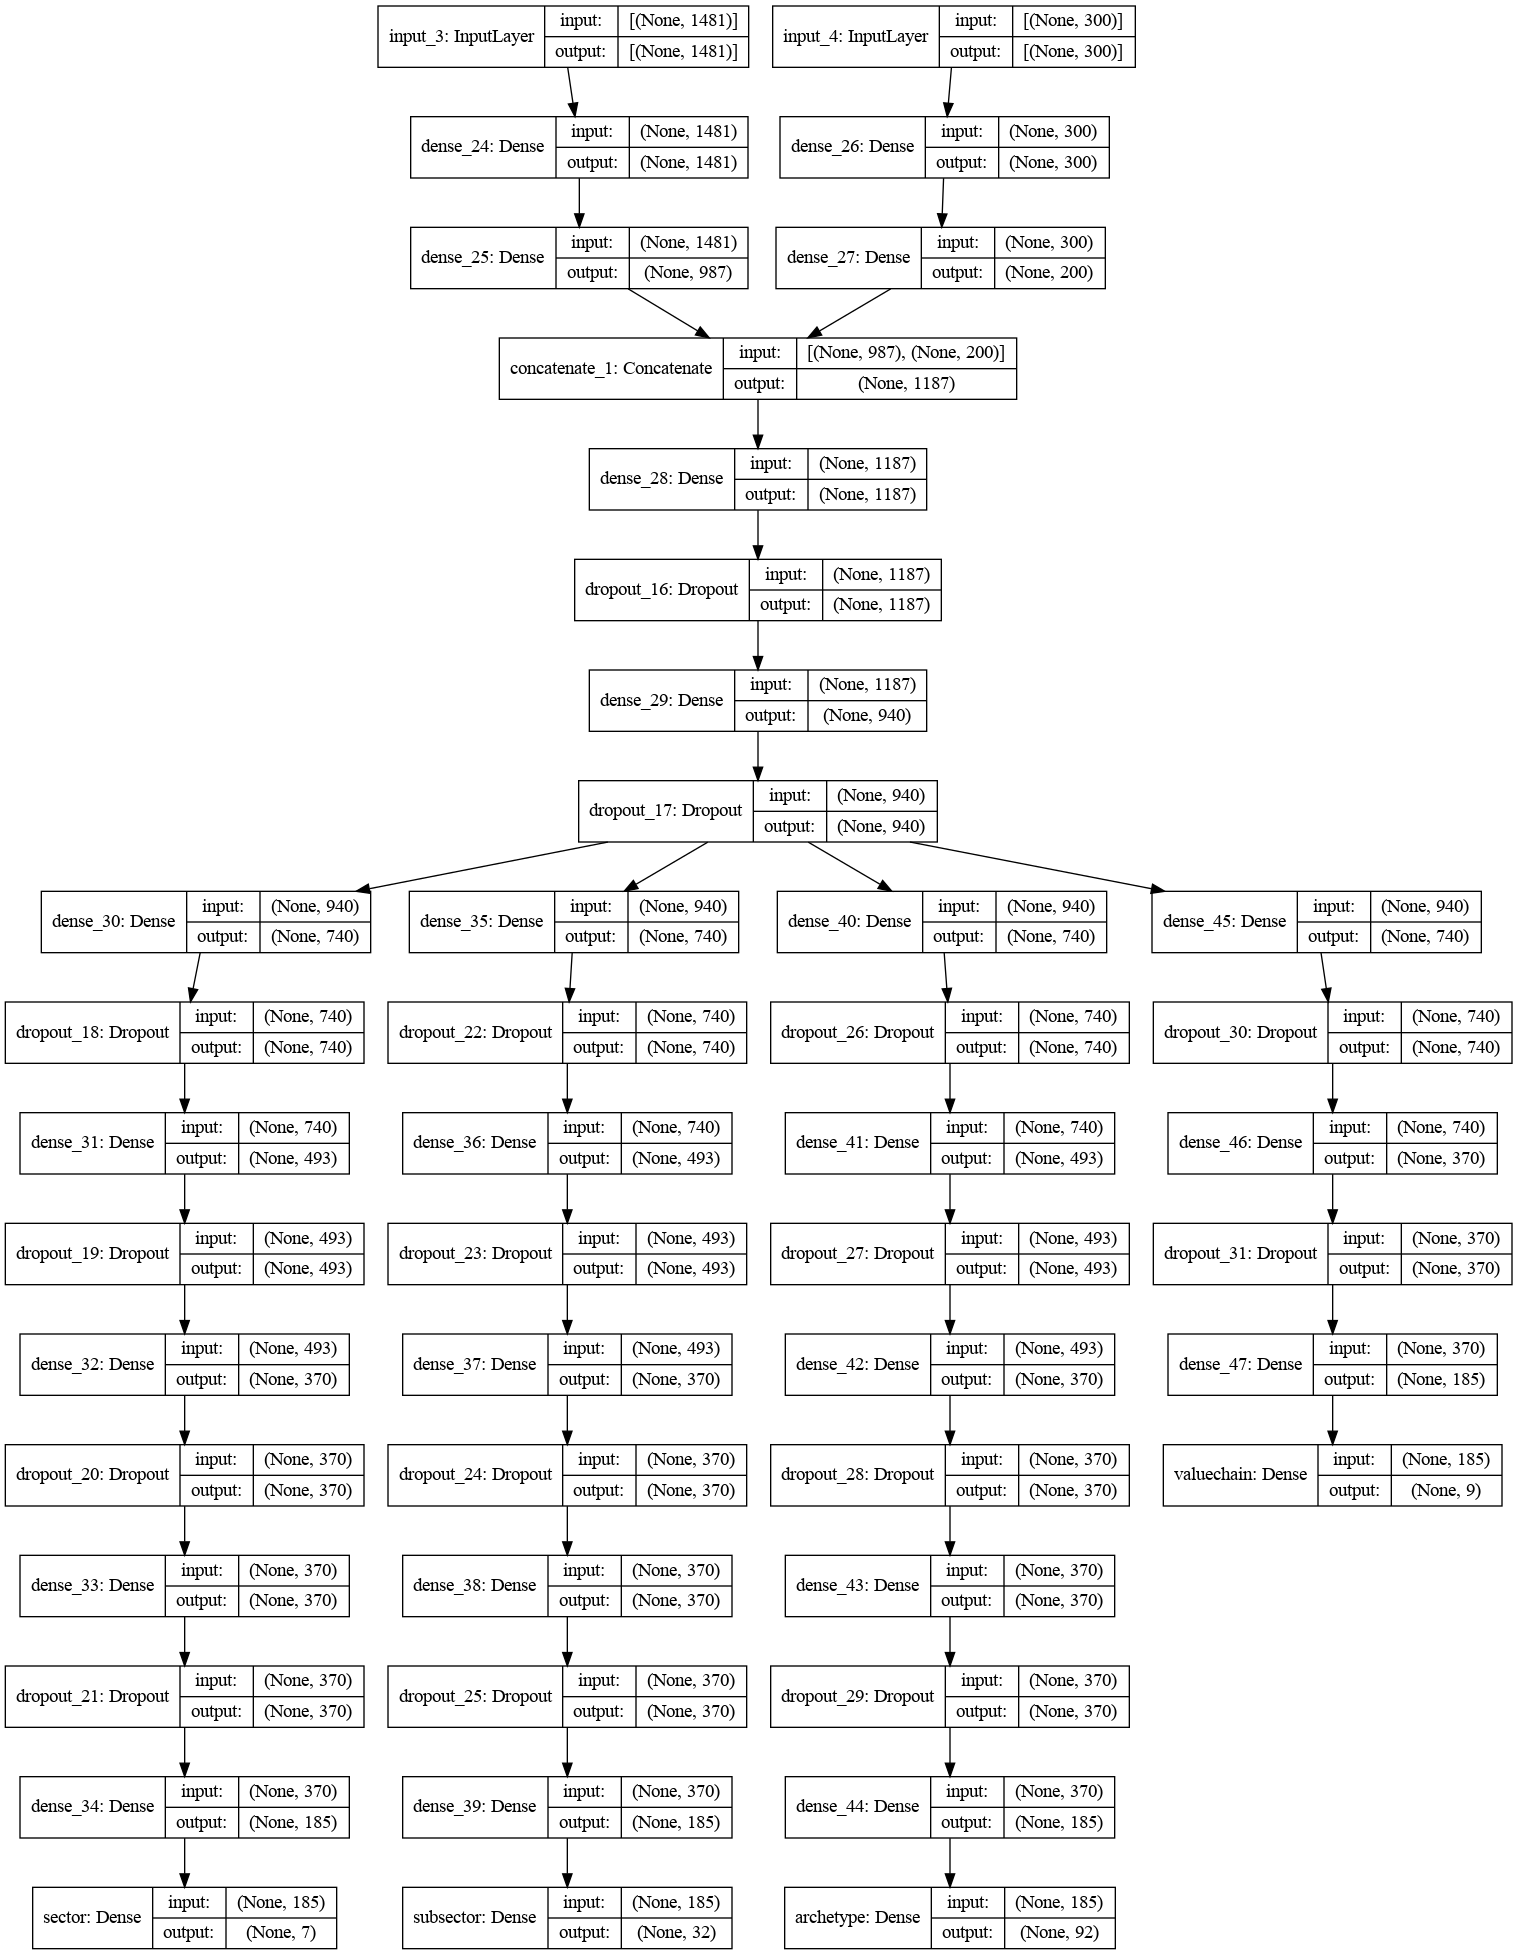 input_3: InputLayer
input: [(None, 1481)]
output: [(None, 1481)]
input_4: InputLayer
input: [(None, 300)]
output: [(None, 300)]
dense_24: Dense
input: (None, 1481)
output: (None, 1481)
dense_26: Dense
input: (None, 300)
output: (None, 300)
dense_25: Dense
input: (None, 1481)
output: (None, 987)
dense_27: Dense
input: (None, 300)
output: (None, 200)
concatenate_1: Concatenate
input: [(None, 987), (None, 200)]
output: (None, 1187)
dense_28: Dense
input: (None, 1187)
output: (None, 1187)
dropout_16: Dropout
input: (None, 1187)
output: (None, 1187)
dense_29: Dense
input: (None, 1187)
output: (None, 940)
dropout_17: Dropout
input: (None, 940)
output: (None, 940)
dense_30: Dense
input: (None, 940)
output: (None, 740)
dense_35: Dense
input: (None, 940)
output: (None, 740)
dense_40: Dense
input: (None, 940)
output: (None, 740)
dense_45: Dense
input: (None, 940)
output: (None, 740)
dropout_18: Dropout
input: (None, 740)
output: (None, 740)
dropout_22: Dropout
input: (None, 740)
output: (None, 740)
dropout_26: Dropout
input: (None, 740)
output: (None, 740)
dropout_30: Dropout
input: (None, 740)
output: (None, 740)
dense_31: Dense
input: (None, 740)
output: (None, 493)
dense_36: Dense
input: (None, 740)
output: (None, 493)
dense_41: Dense
input: (None, 740)
output: (None, 493)
dense_46: Dense
input: (None, 740)
output: (None, 370)
dropout_19: Dropout
input: (None, 493)
output: (None, 493)
dropout_23: Dropout
input: (None, 493)
output: (None, 493)
dropout_27: Dropout
input: (None, 493)
output: (None, 493)
dropout_31: Dropout
input: (None, 370)
output: (None, 370)
dense_32: Dense
input: (None, 493)
output: (None, 370)
dense_37: Dense
input: (None, 493)
output: (None, 370)
dense_42: Dense
input: (None, 493)
output: (None, 370)
dense_47: Dense
input: (None, 370)
output: (None, 185)
dropout_20: Dropout
input: (None, 370)
output: (None, 370)
dropout_24: Dropout
input: (None, 370)
output: (None, 370)
dropout_28: Dropout
input: (None, 370)
output: (None, 370)
valuechain: Dense
input: (None, 185)
output: (None, 9)
dense_33: Dense
input: (None, 370)
output: (None, 370)
dense_38: Dense
input: (None, 370)
output: (None, 370)
dense_43: Dense
input: (None, 370)
output: (None, 370)
dropout_21: Dropout
input: (None, 370)
output: (None, 370)
dropout_25: Dropout
input: (None, 370)
output: (None, 370)
dropout_29: Dropout
input: (None, 370)
output: (None, 370)
dense_34: Dense
input: (None, 370)
output: (None, 185)
dense_39: Dense
input: (None, 370)
output: (None, 185)
dense_44: Dense
input: (None, 370)
output: (None, 185)
sector: Dense
input: (None, 185)
output: (None, 7)
subsector: Dense
input: (None, 185)
output: (None, 32)
archetype: Dense
input: (None, 185)
output: (None, 92)